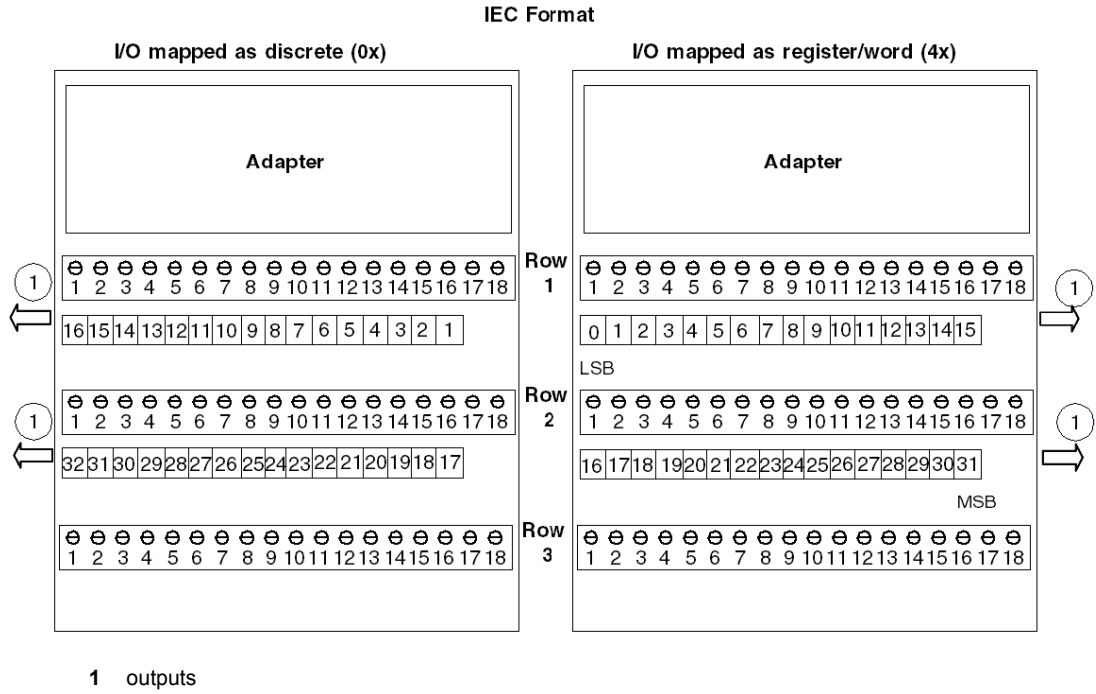 IEC Format
I/O mapped as discrete (0x)
I/O mapped as register/word (4x)
Adapter
Adapter
Row 1
1
1 2 3 4 5 6 7 8 9 10 11 12 13 14 15 16 17 18
16 15 14 13 12 11 10 9 8 7 6 5 4 3 2 1
1 2 3 4 5 6 7 8 9 10 11 12 13 14 15 16 17 18
1
0 1 2 3 4 5 6 7 8 9 10 11 12 13 14 15
LSB
Row 2
1
1 2 3 4 5 6 7 8 9 10 11 12 13 14 15 16 17 18
32 31 30 29 28 27 26 25 24 23 22 21 20 19 18 17
1 2 3 4 5 6 7 8 9 10 11 12 13 14 15 16 17 18
1
16 17 18 19 20 21 22 23 24 25 26 27 28 29 30 31
MSB
Row 3
1 2 3 4 5 6 7 8 9 10 11 12 13 14 15 16 17 18
1 2 3 4 5 6 7 8 9 10 11 12 13 14 15 16 17 18
1 outputs